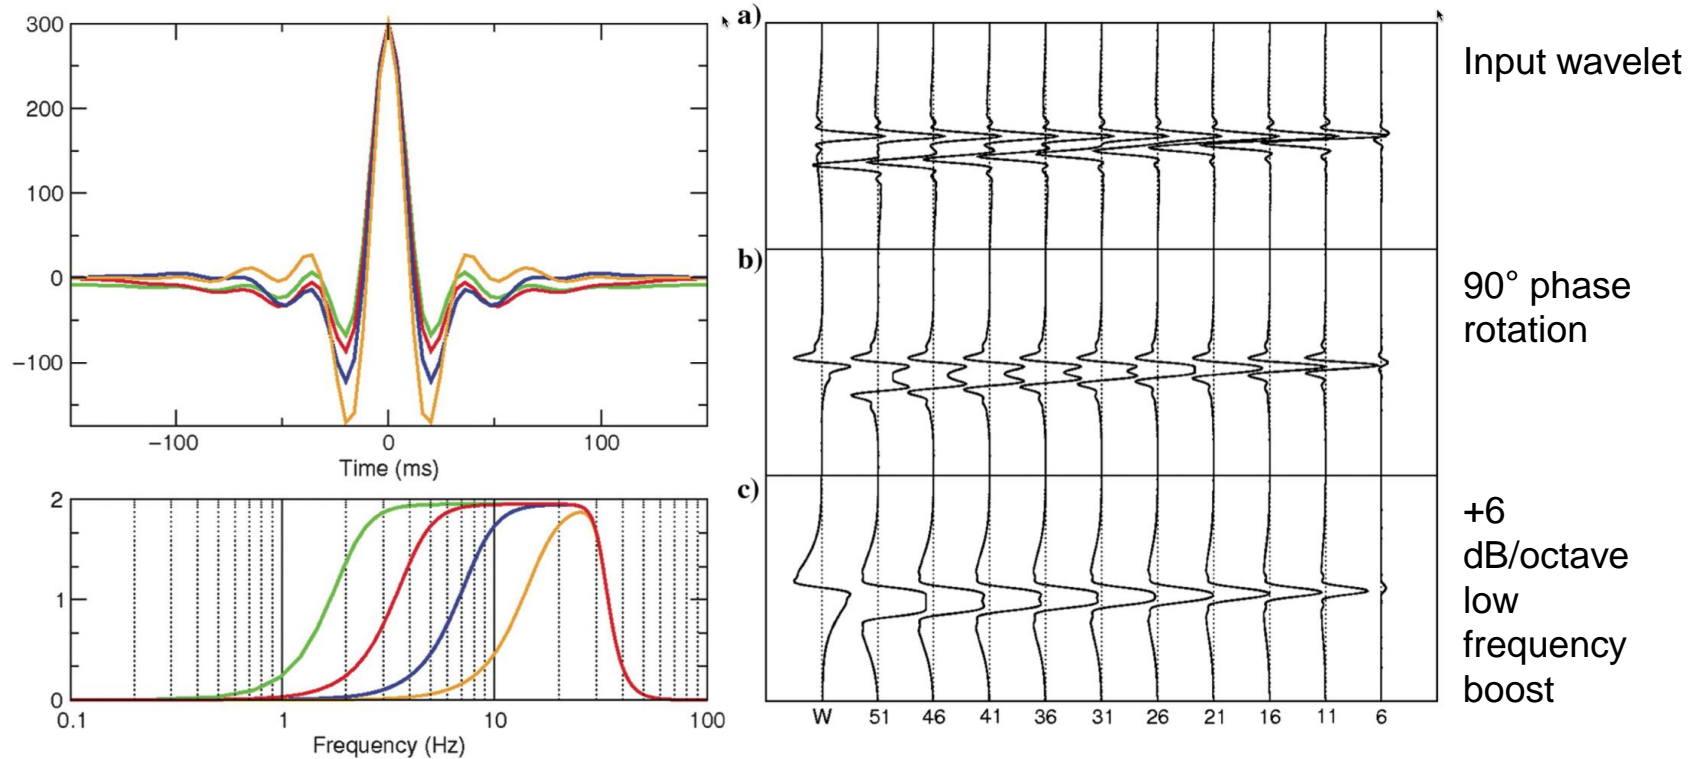 300
200
100
0
−100
−100 0 100
Time (ms)
2
1
0
0.1 1 10 100
Frequency (Hz)
a)
Input wavelet
b)
90° phase
rotation
c)
+6
dB/octave
low
frequency
boost
W 51 46 41 36 31 26 21 16 11 6